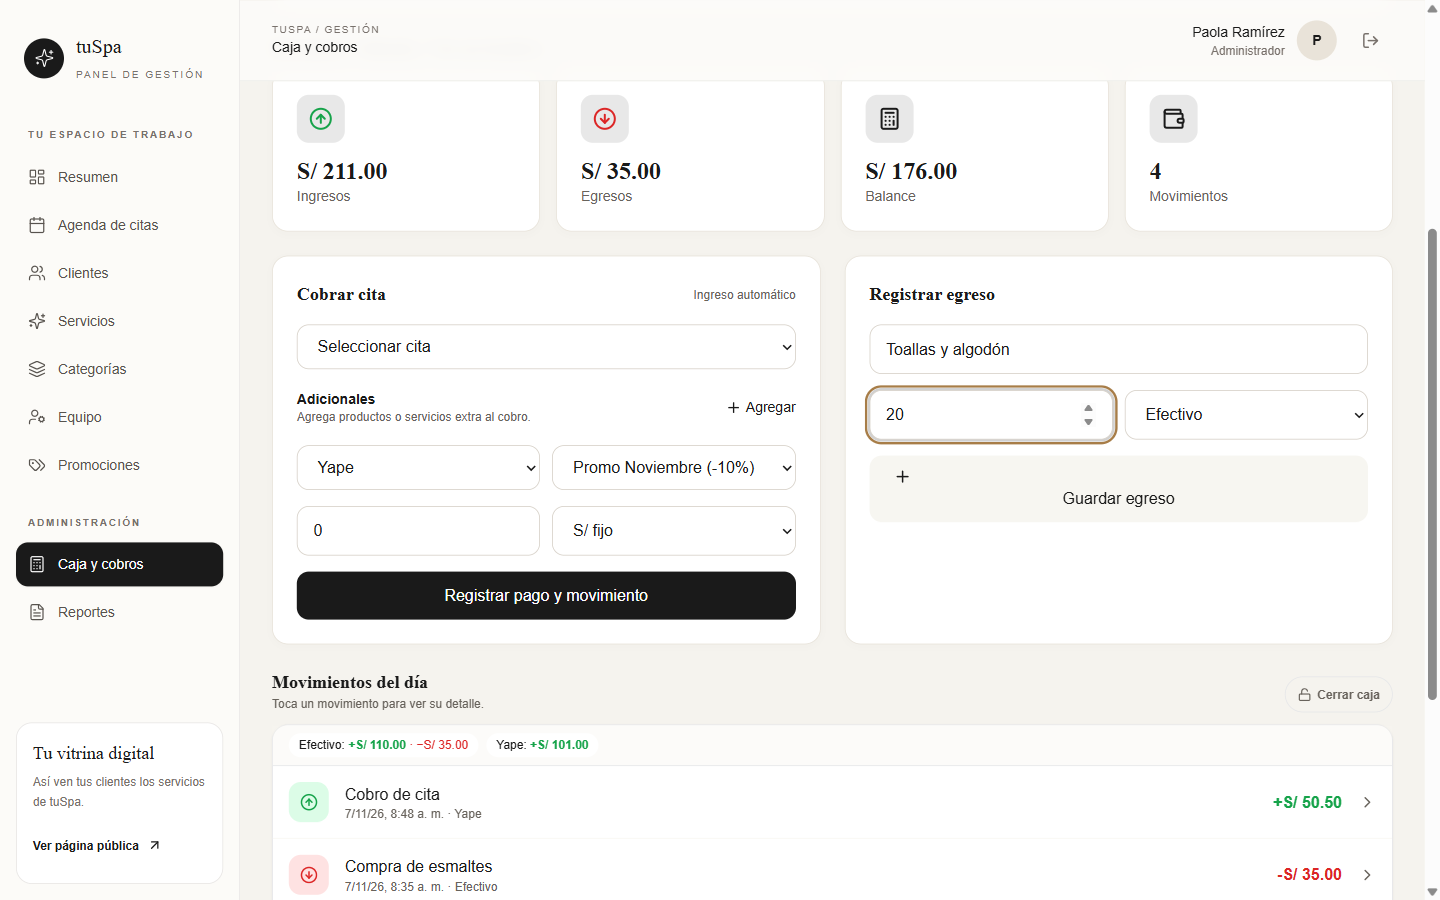 tuSpa
PANEL DE GESTIÓN
TU ESPACIO DE TRABAJO
Resumen
Agenda de citas
Clientes
Servicios
Categorías
Equipo
Promociones
ADMINISTRACIÓN
Caja y cobros
Reportes
Tu vitrina digital
Así ven tus clientes los servicios
de tuSpa.
Ver página pública
TUSPA / GESTIÓN
Caja y cobros
Paola Ramírez
Administrador
P
S/ 211.00
Ingresos
S/ 35.00
Egresos
S/ 176.00
Balance
4
Movimientos
Cobrar cita
Ingreso automático
Seleccionar cita
Adicionales
Agrega productos o servicios extra al cobro.
+ Agregar
Yape
Promo Noviembre (-10%)
0
S/ fijo
Registrar pago y movimiento
Registrar egreso
Toallas y algodón
20
Efectivo
+
Guardar egreso
Movimientos del día
Toca un movimiento para ver su detalle.
Cerrar caja
Efectivo: +S/ 110.00 · −S/ 35.00
Yape: +S/ 101.00
Cobro de cita
7/11/26, 8:48 a. m. · Yape
+S/ 50.50
Compra de esmaltes
7/11/26, 8:35 a. m. · Efectivo
-S/ 35.00